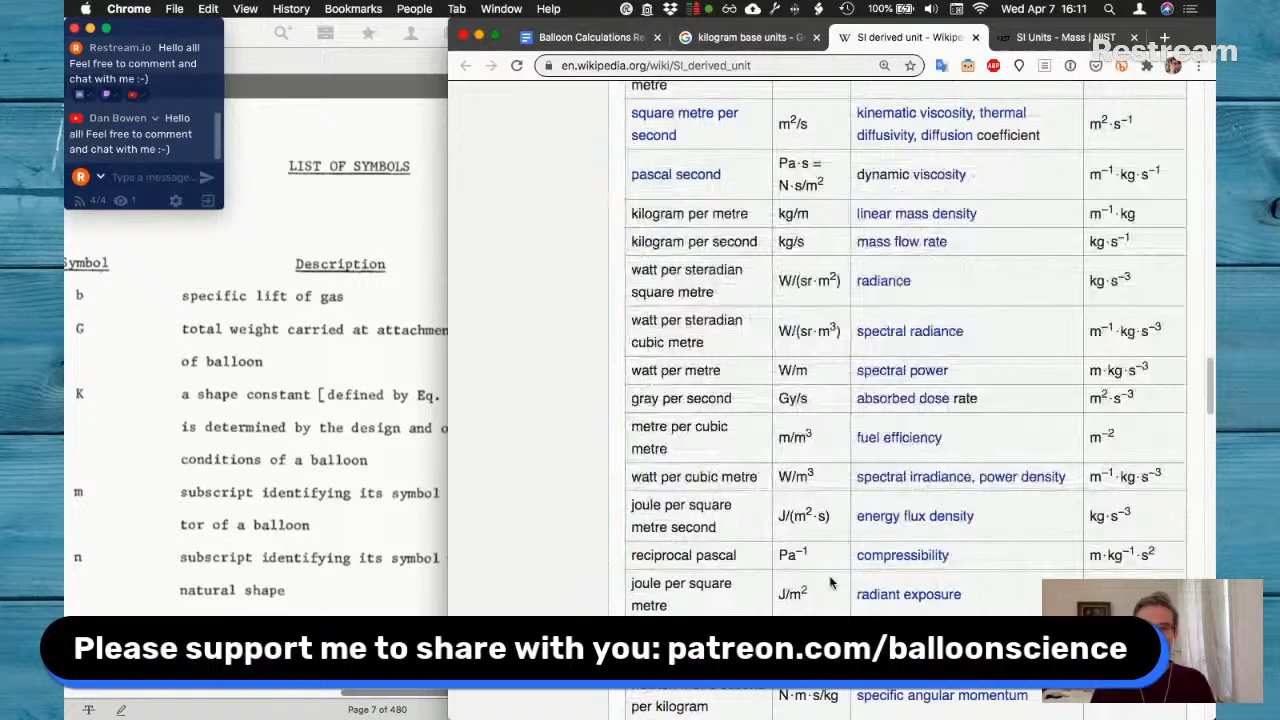 Chrome File Edit View History Bookmarks People Tab Window Help
100%
Wed Apr 7 16:11
Restream.io Hello all!
Feel free to comment and
chat with me :-)
Dan Bowen Hello
all! Feel free to comment
and chat with me :-)
R Type a message...
4/4 1
LIST OF SYMBOLS
Symbol Description
b specific lift of gas
G total weight carried at attachmen
of balloon
K a shape constant [defined by Eq.
is determined by the design and o
conditions of a balloon
m subscript identifying its symbol
tor of a balloon
n subscript identifying its symbol
natural shape
Page 7 of 480
Balloon Calculations Re
kilogram base units - G
SI derived unit - Wikipe
SI Units - Mass | NIST
Restream
en.wikipedia.org/wiki/SI_derived_unit
metre
square metre per
second m²/s kinematic viscosity, thermal
diffusivity, diffusion coefficient m²·s⁻¹
pascal second Pa·s =
N·s/m² dynamic viscosity m⁻¹·kg·s⁻¹
kilogram per metre kg/m linear mass density m⁻¹·kg
kilogram per second kg/s mass flow rate kg·s⁻¹
watt per steradian
square metre W/(sr·m²) radiance kg·s⁻³
watt per steradian
cubic metre W/(sr·m³) spectral radiance m⁻¹·kg·s⁻³
watt per metre W/m spectral power m·kg·s⁻³
gray per second Gy/s absorbed dose rate m²·s⁻³
metre per cubic
metre m/m³ fuel efficiency m⁻²
watt per cubic metre W/m³ spectral irradiance, power density m⁻¹·kg·s⁻³
joule per square
metre second J/(m²·s) energy flux density kg·s⁻³
reciprocal pascal Pa⁻¹ compressibility m·kg⁻¹·s²
joule per square
metre J/m² radiant exposure
Please support me to share with you: patreon.com/balloonscience
per kilogram N·m·s/kg specific angular momentum